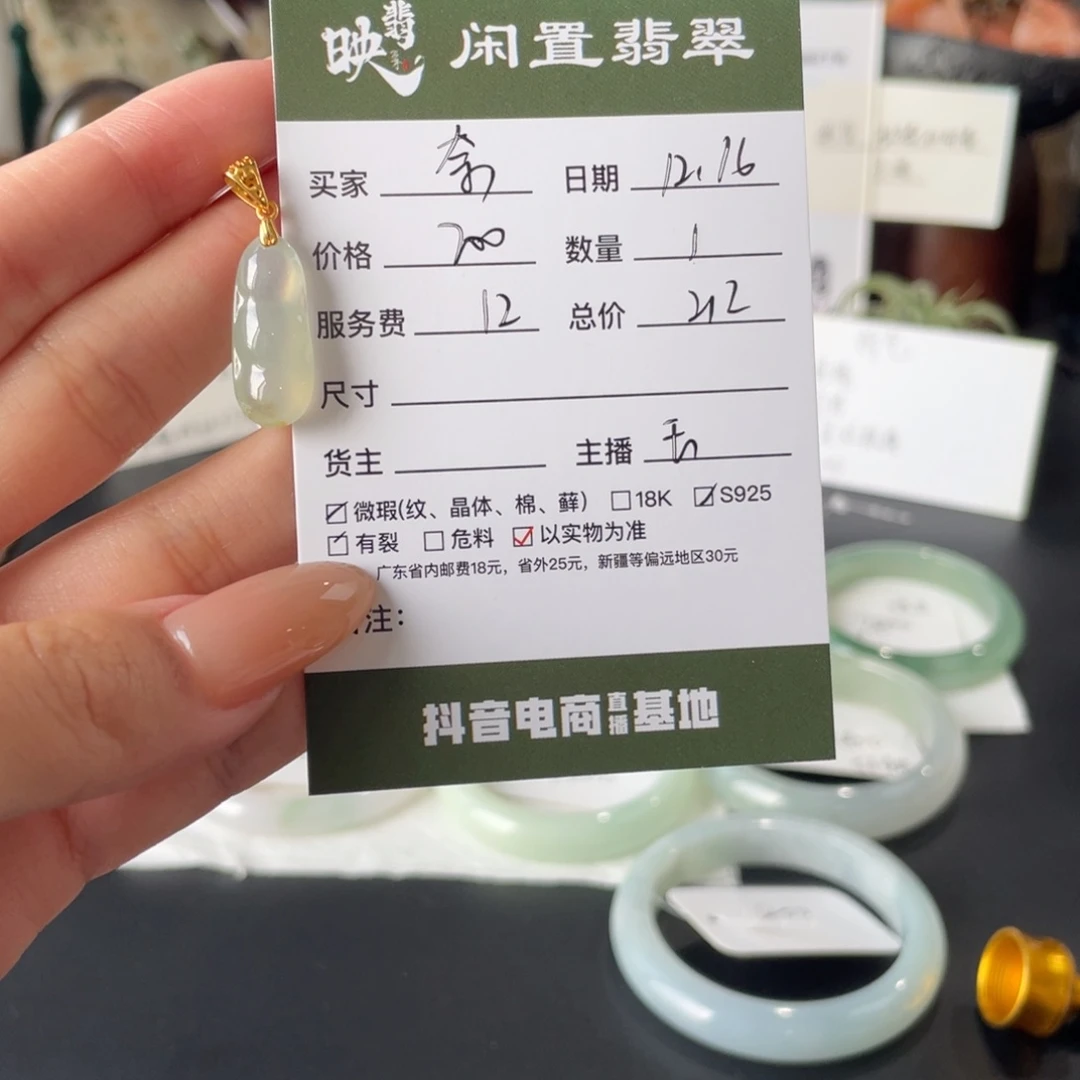 映翡 闲置翡翠
买家 奈 日期 12.16
价格 200 数量 1
服务费 12 总价 212
尺寸
货主 主播
☑微瑕(纹、晶体、棉、藓) ☐18K ☑S925
☑有裂 ☐危料 ☑以实物为准
广东省内邮费18元，省外25元，新疆等偏远地区30元
注：
抖音电商直播基地